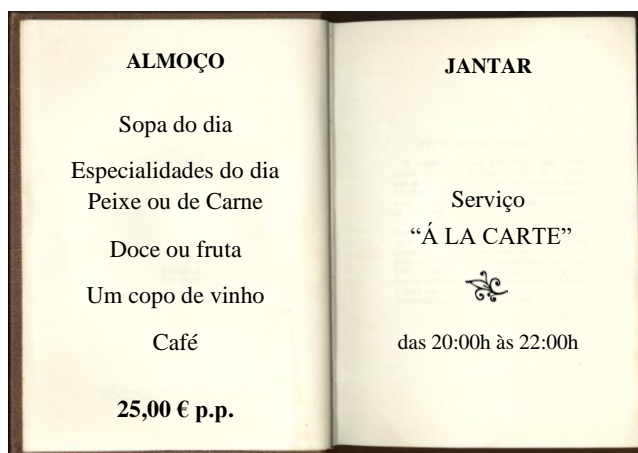 ALMOÇO
Sopa do dia
Especialidades do dia
Peixe ou de Carne
Doce ou fruta
Um copo de vinho
Café
25,00 € p.p.
JANTAR
Serviço
“Á LA CARTE”
das 20:00h às 22:00h